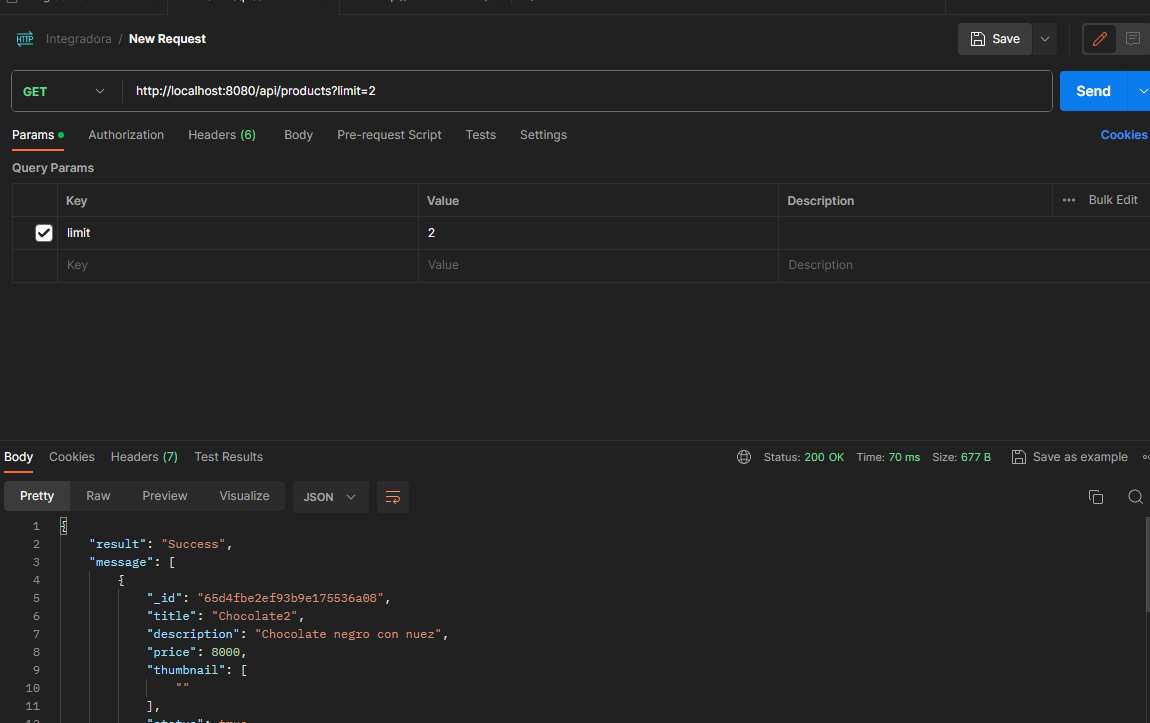 HTTP Integradora / New Request Save
GET http://localhost:8080/api/products?limit=2 Send
Params Authorization Headers (6) Body Pre-request Script Tests Settings Cookies
Query Params
Key Value Description ••• Bulk Edit
limit 2
Key Value Description
Body Cookies Headers (7) Test Results Status: 200 OK Time: 70 ms Size: 677 B Save as example
Pretty Raw Preview Visualize JSON
1 {
2 "result": "Success",
3 "message": [
4 {
5 "_id": "65d4fbe2ef93b9e175536a08",
6 "title": "Chocolate2",
7 "description": "Chocolate negro con nuez",
8 "price": 8000,
9 "thumbnail": [
10 ""
11 ],
12 "status": true